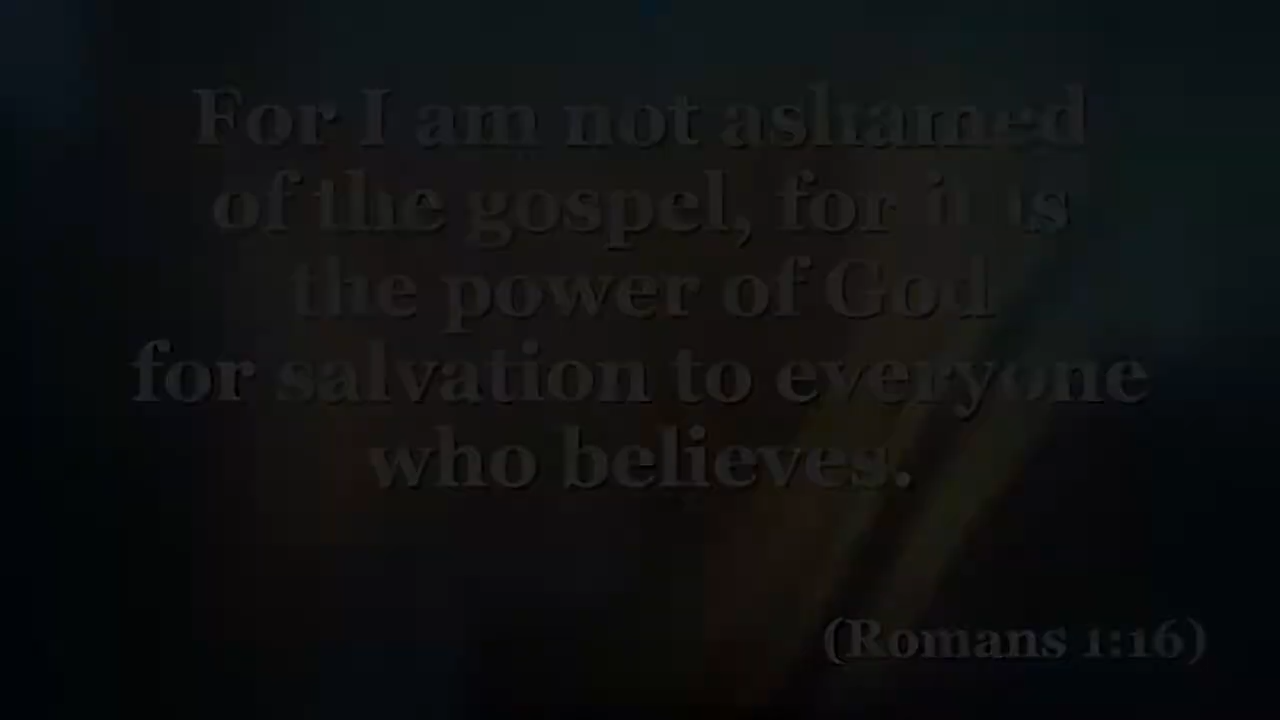 For I am not ashamed
of the gospel, for it is
the power of God
for salvation to everyone
who believes.
(Romans 1:16)